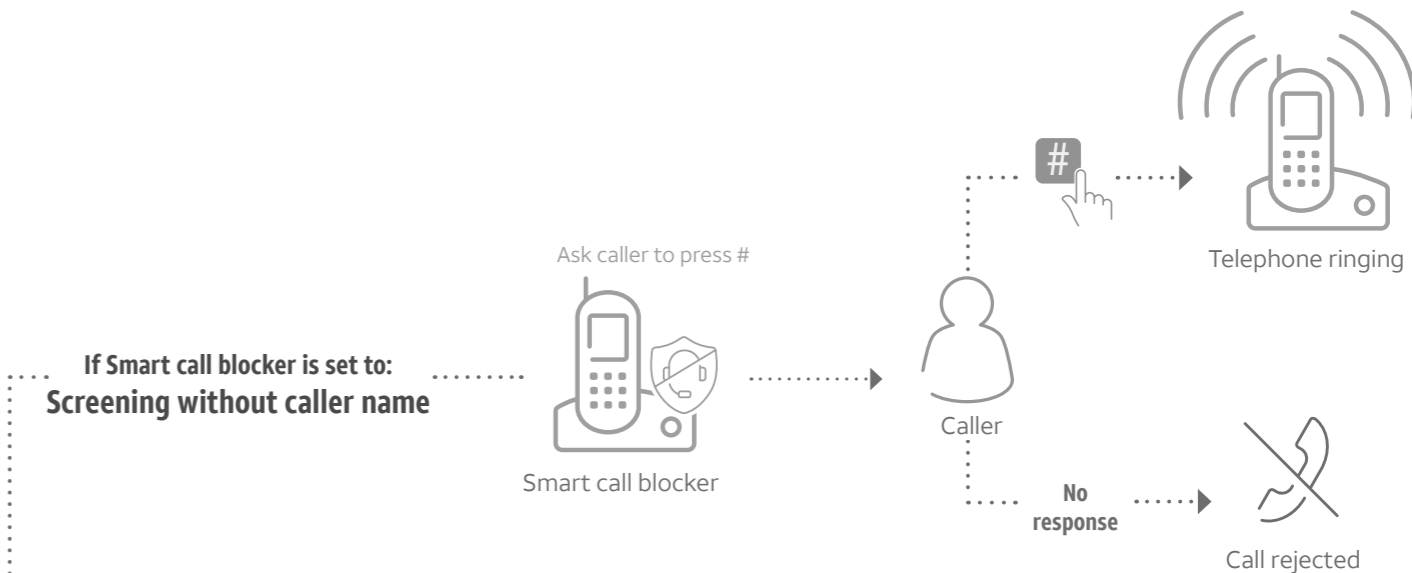 #
Telephone ringing
Ask caller to press #
If Smart call blocker is set to:
Screening without caller name
Smart call blocker
Caller
No
response
Call rejected